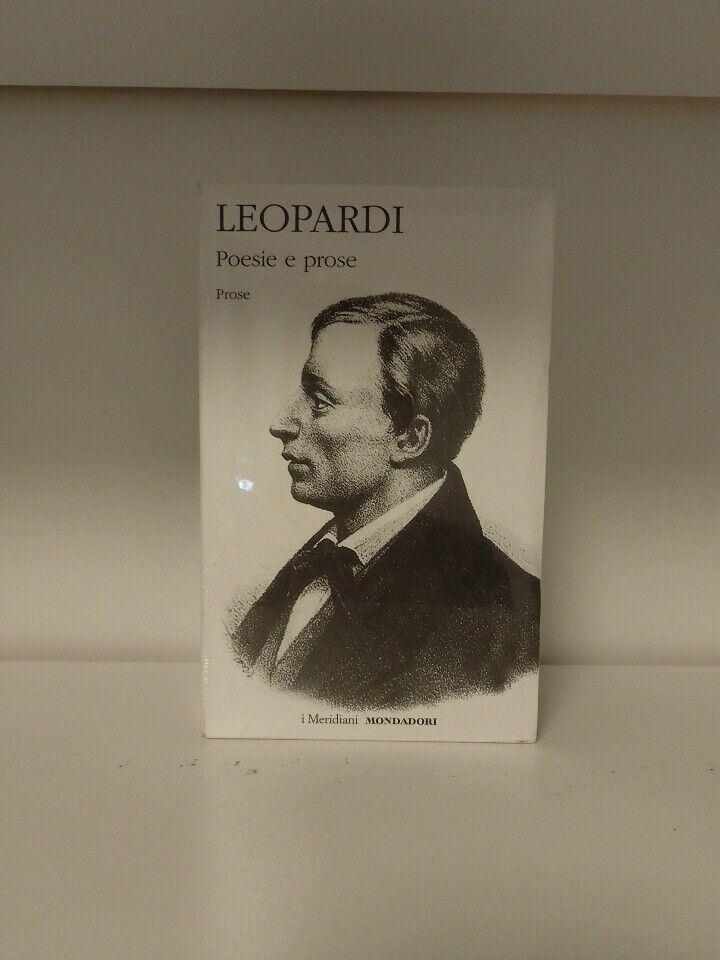 LEOPARDI
Poesie e prose
Prose
i Meridiani MONDADORI